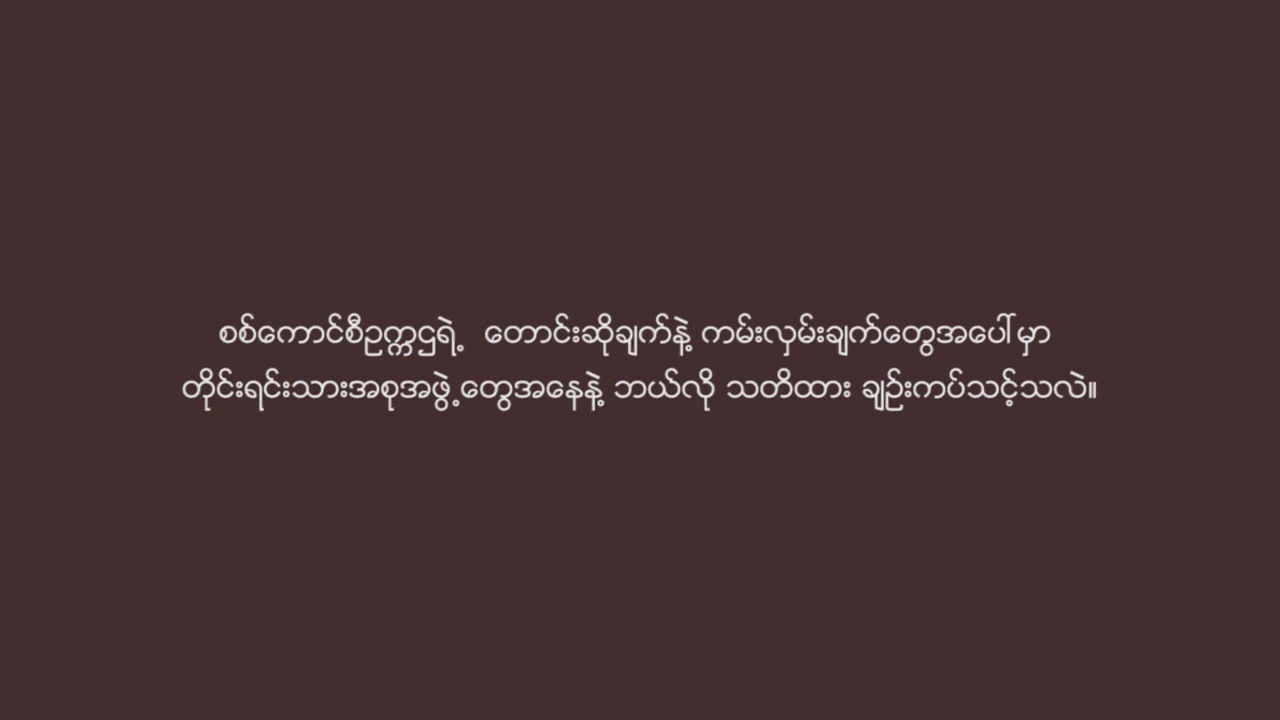 စစ်ကောင်စီဥက္ကဌရဲ့ တောင်းဆိုချက်နဲ့ ကမ်းလှမ်းချက်တွေအပေါ်မှာ
တိုင်းရင်းသားအစုအဖွဲ့တွေအနေနဲ့ ဘယ်လို သတိထား ချဉ်းကပ်သင့်သလဲ။